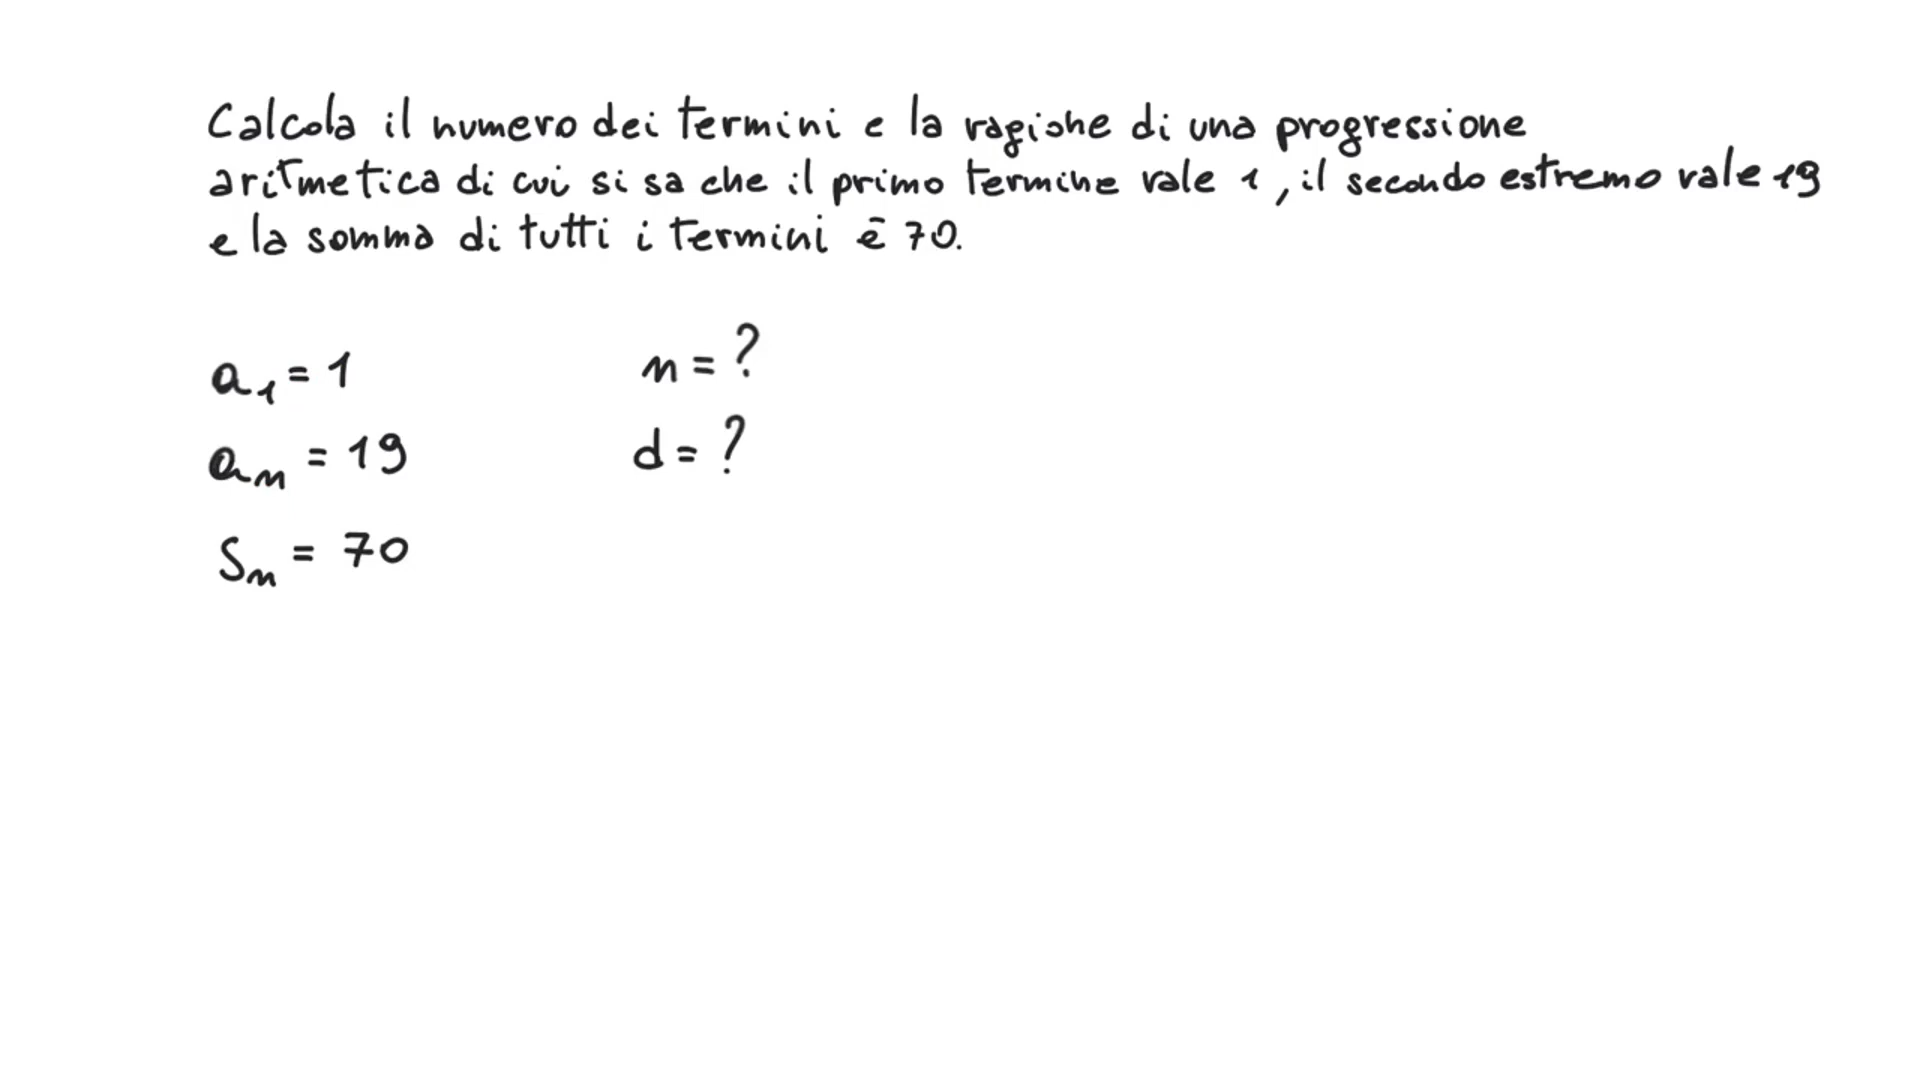 Calcola il numero dei termini e la ragione di una progressione
aritmetica di cui si sa che il primo termine vale 1, il secondo estremo vale 19
e la somma di tutti i termini è 70.
a₁ = 1
n = ?
aₙ = 19
d = ?
Sₙ = 70